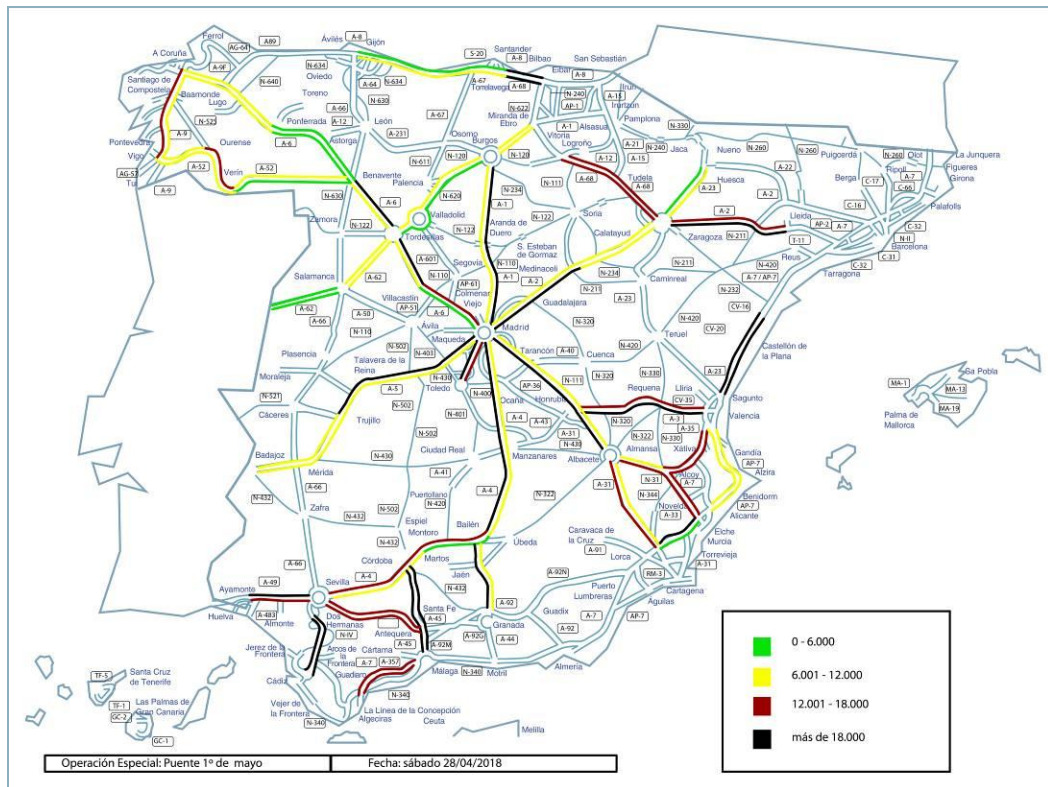 Ferrol
A Coruña
AG-64
A89
Avilés
A-8
Gijón
S-20
Santander
A-8
Bilbao
San Sebastián
Eibar
A-8
Irun
A-9F
N-634
Oviedo
A-64
N-634
A-67
Torrelavega
A-68
N-240
A-15
Irurtzun
Santiago de
Compostela
Baamonde
Lugo
N-640
Toreno
N-630
N-622
AP-1
Pamplona
N-525
Ponferrada
A-66
A-12
León
A-67
Miranda de
Ebro
A-1
Alsasua
N-330
Pontevedra
A-9
Ourense
A-6
Astorga
A-231
Osorno
Burgos
Vitoria
Logroño
A-21
N-240
Jaca
Nueno
N-260
N-260
Puigcerdá
N-260
Olot
La Junquera
Vigo
A-52
Verín
A-52
Benavente
N-611
N-120
N-120
A-12
A-15
A-22
Berga
Ripoll
A-7
Figueres
Girona
AG-57
Tui
A-9
N-630
A-6
Palencia
N-620
N-234
N-111
A-68
Tudela
A-68
Huesca
A-23
A-2
C-17
C-66
Zamora
N-122
Valladolid
A-1
Soria
C-16
Palafolls
Tordesillas
N-122
Aranda de
Duero
N-122
Calatayud
A-2
Zaragoza
N-211
Lleida
AP-2
A-7
C-32
N-II
Barcelona
A-601
Segovia
S. Esteban
de Gormaz
T-11
Reus
C-31
C-32
Salamanca
A-62
N-110
N-110
Medinaceli
N-234
Caminreal
N-211
N-420
Tarragona
Villacastín
AP-61
A-1
A-2
N-211
A-7 / AP-7
A-62
A-50
AP-51
Colmenar
Viejo
Guadalajara
A-23
N-232
CV-16
A-66
A-6
N-110
Ávila
Madrid
N-320
N-420
CV-20
Plasencia
N-502
N-403
Maqueda
Tarancón
A-40
Cuenca
N-420
Teruel
Castellón de
la Plana
Sa Pobla
Moraleja
Talavera de la
Reina
N-430
Toledo
AP-36
N-111
N-320
N-330
Requena
A-23
Lliria
MA-1
MA-13
A-5
N-400
Honrubia
CV-35
Sagunto
N-521
Cáceres
Trujillo
N-502
N-401
Ocaña
A-4
N-320
A-3
Valencia
MA-19
Palma de
Mallorca
A-43
A-31
N-322
A-35
N-330
N-502
N-430
Almansa
Xativa
Badajoz
Ciudad Real
Manzanares
Albacete
Gandía
N-430
Mérida
A-41
A-4
A-31
N-31
Alcoy
AP-7
Alzira
A-66
Puertollano
N-322
N-344
A-7
N-432
N-420
Benidorm
N-502
Novelda
AP-7
Zafra
Alicante
N-432
Espiel
Montoro
Bailén
Caravaca de
la Cruz
A-33
Elche
Murcia
N-432
Úbeda
A-91
Lorca
A-66
Córdoba
Martos
A-92N
Torrevieja
Ayamonte
A-49
Sevilla
A-4
Jaén
N-432
Puerto
Lumbreras
RM-3
A-31
Cartagena
A-92
Águilas
Huelva
A-483
Almonte
Dos
Hermanas
Santa Fe
A-45
Guadix
A-7
AP-7
N-IV
Antequera
Granada
Jerez de la
Frontera
Arcos de
la
Frontera
A-45
A-92M
A-92G
A-44
A-92
Cártama
A-7
A-357
Almería
Guadiaro
Málaga
N-340
Motril
Cádiz
N-340
Vejer de
la Frontera
La Línea de la Concepción
Algeciras
Ceuta
N-340
Melilla
TF-5
Santa Cruz
de Tenerife
TF-1
Las Palmas de
Gran Canaria
GC-2
GC-1
0 - 6.000
6.001 - 12.000
12.001 - 18.000
más de 18.000
Operación Especial: Puente 1º de mayo
Fecha: sábado 28/04/2018